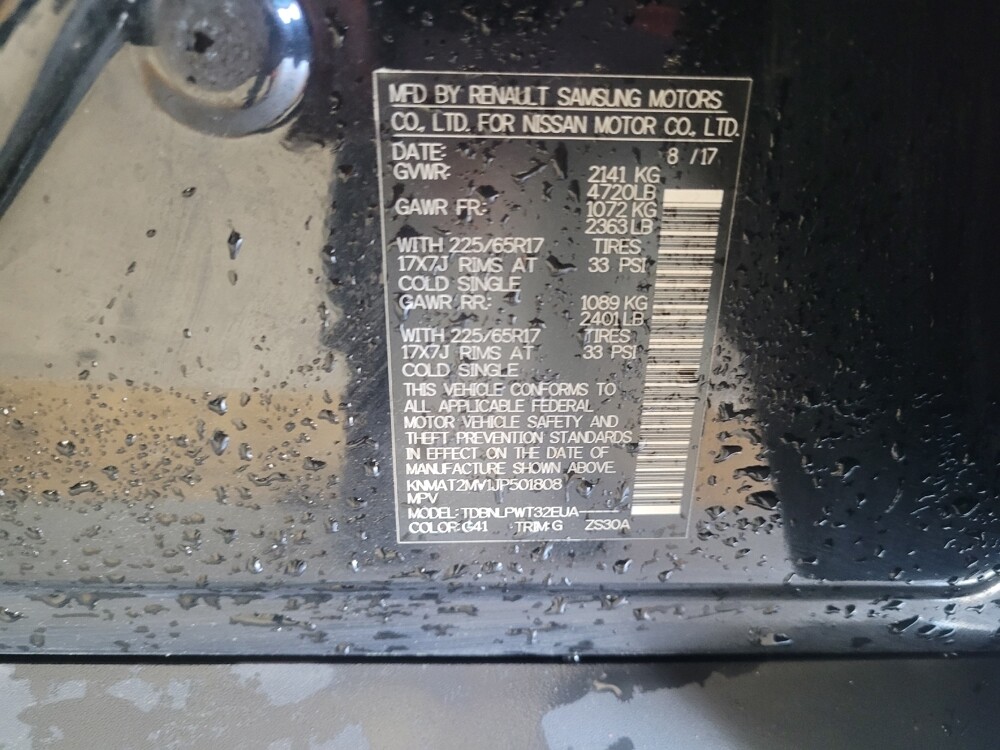 MFD BY RENAULT SAMSUNG MOTORS
CO., LTD. FOR NISSAN MOTOR CO., LTD.
DATE: 8 /17
GVWR: 2141 KG
4720LB
GAWR FR: 1072 KG
2363LB
WITH 225/65R17 TIRES
17X7J RIMS AT 33 PSI
COLD SINGLE
GAWR RR: 1089 KG
2401LB
WITH 225/65R17 TIRES
17X7J RIMS AT 33 PSI
COLD SINGLE
THIS VEHICLE CONFORMS TO
ALL APPLICABLE FEDERAL
MOTOR VEHICLE SAFETY AND
THEFT PREVENTION STANDARDS
IN EFFECT ON THE DATE OF
MANUFACTURE SHOWN ABOVE.
KNMAT2MV1JP501808
MPV
MODEL: TDBNLPWT32EUA-----
COLOR: G41 TRIM: G ZS30A